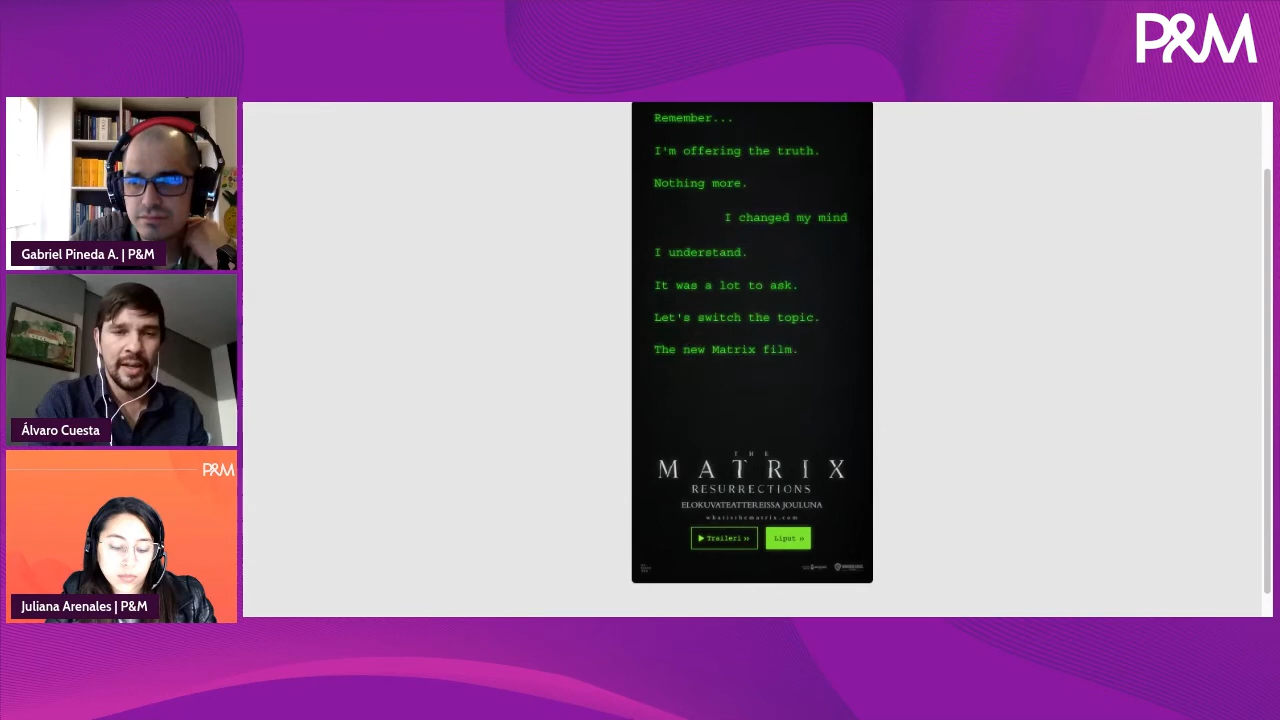 P&M
Gabriel Pineda A. | P&M
Álvaro Cuesta
P&M
Juliana Arenales | P&M
Remember...
I'm offering the truth.
Nothing more.
I changed my mind
I understand.
It was a lot to ask.
Let's switch the topic.
The new Matrix film.
THE
MATRIX
RESURRECTIONS
ELOKUVATEATTEREISSA JOULUNA
whatisthematrix.com
Traileri »
Liput »